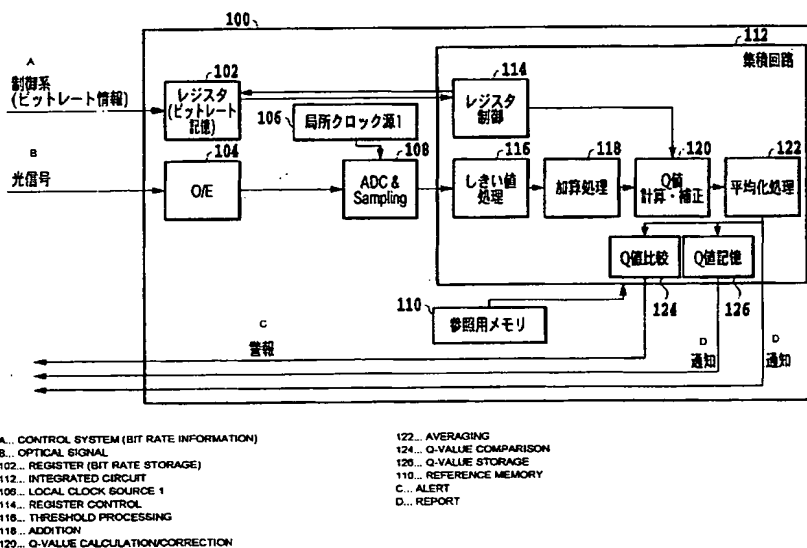 100
112
集積回路
A
制御系
(ビットレート情報)
102
レジスタ
(ビットレート
記憶)
114
レジスタ
制御
106
局所クロック源1
B
光信号
104
O/E
108
ADC &
Sampling
116
しきい値
処理
118
加算処理
120
Q値
計算・補正
122
平均化処理
Q値比較
124
Q値記憶
126
110
参照用メモリ
C
警報
D
通知
D
通知
A... CONTROL SYSTEM (BIT RATE INFORMATION)
B... OPTICAL SIGNAL
102... REGISTER (BIT RATE STORAGE)
112... INTEGRATED CIRCUIT
106... LOCAL CLOCK SOURCE 1
114... REGISTER CONTROL
116... THRESHOLD PROCESSING
118... ADDITION
120... Q-VALUE CALCULATION/CORRECTION
122... AVERAGING
124... Q-VALUE COMPARISON
126... Q-VALUE STORAGE
110... REFERENCE MEMORY
C... ALERT
D... REPORT